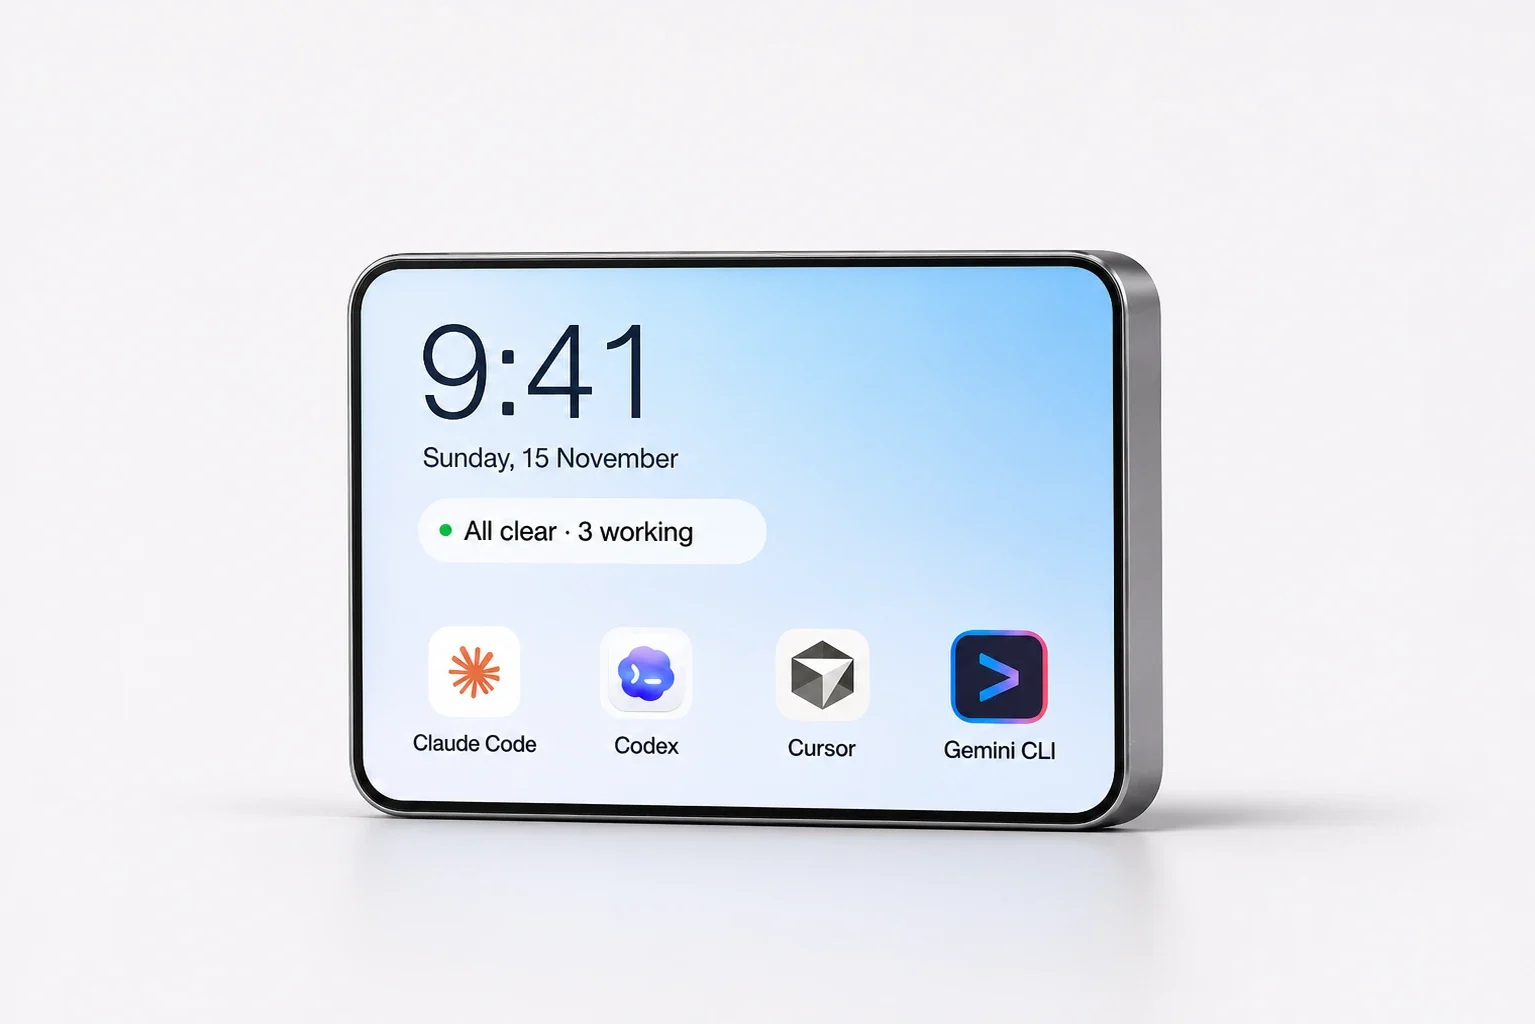 9:41
Sunday, 15 November
All clear · 3 working
Claude Code
Codex
Cursor
Gemini CLI